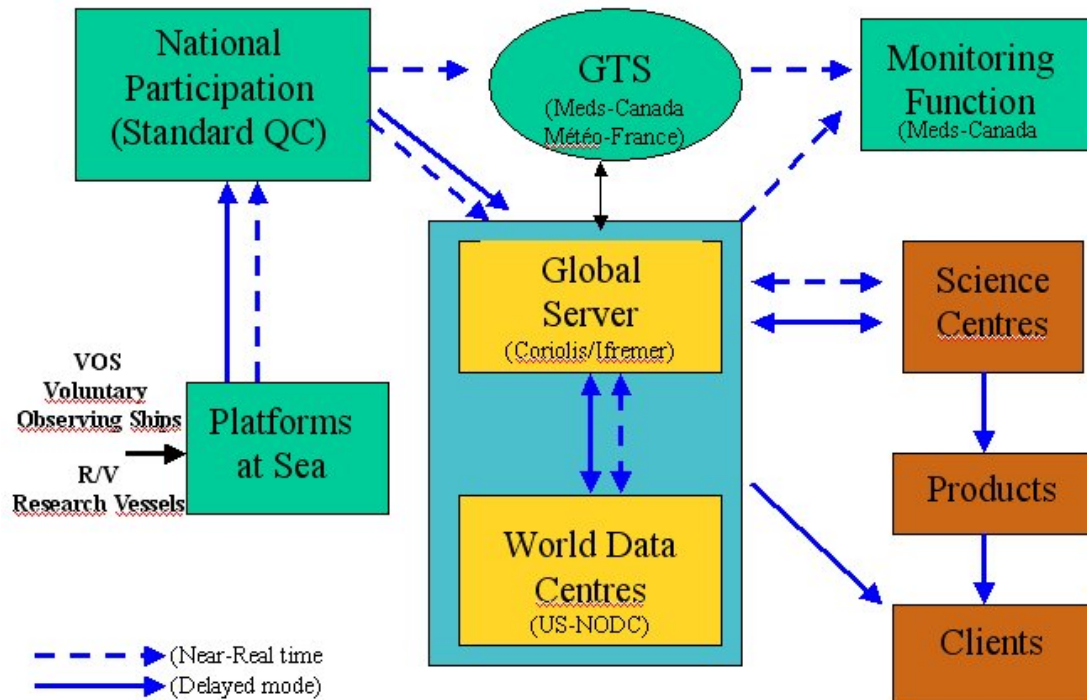 National
Participation
(Standard QC)
GTS
(Meds-Canada
Météo-France)
Monitoring
Function
(Meds-Canada
Global
Server
(Coriolis/Ifremer)
Science
Centres
VOS
Voluntary
Observing Ships
R/V
Research Vessels
Platforms
at Sea
World Data
Centres
(US-NODC)
Products
Clients
(Near-Real time
(Delayed mode)